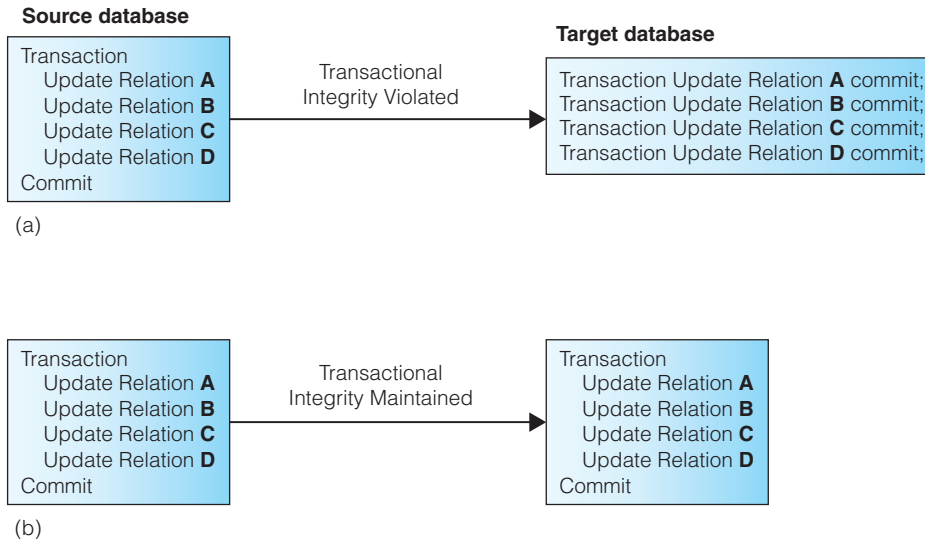 Source database
Transaction
Update Relation A
Update Relation B
Update Relation C
Update Relation D
Commit
Transactional
Integrity Violated
Target database
Transaction Update Relation A commit;
Transaction Update Relation B commit;
Transaction Update Relation C commit;
Transaction Update Relation D commit;
(a)
Transaction
Update Relation A
Update Relation B
Update Relation C
Update Relation D
Commit
Transactional
Integrity Maintained
Transaction
Update Relation A
Update Relation B
Update Relation C
Update Relation D
Commit
(b)